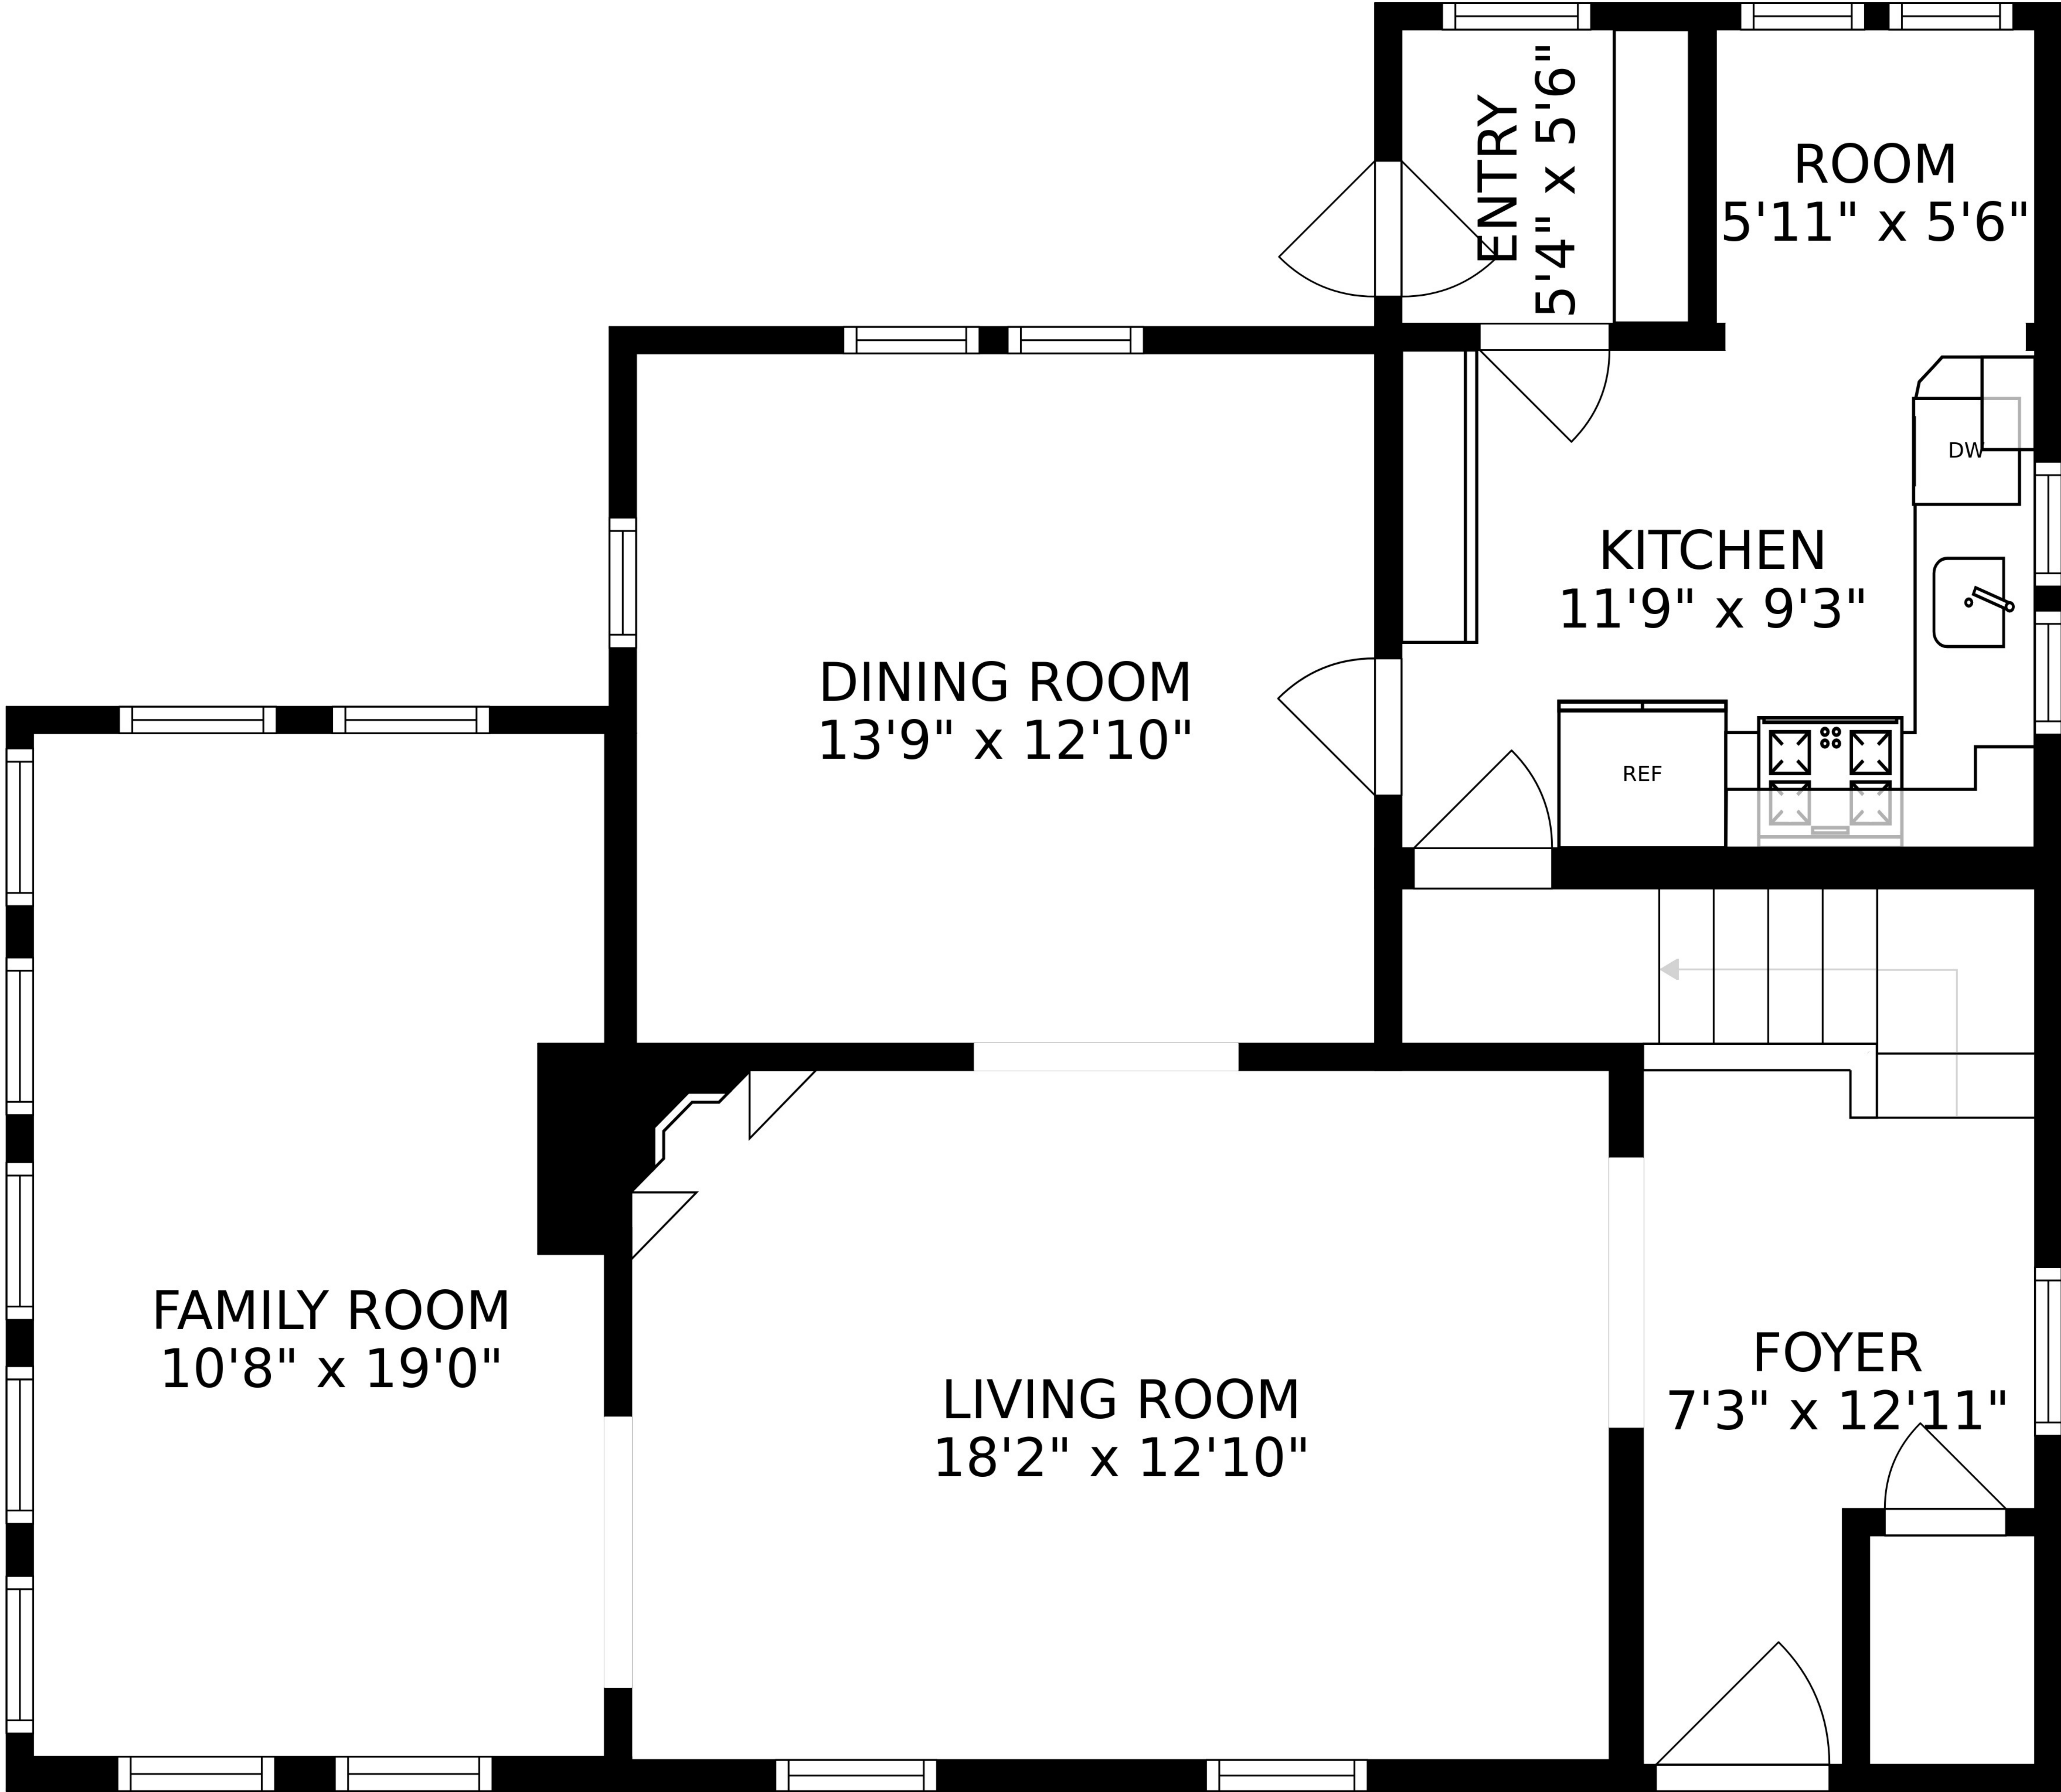 ENTRY
5'4" x 5'6"
ROOM
5'11" x 5'6"
DW
KITCHEN
11'9" x 9'3"
DINING ROOM
13'9" x 12'10"
REF
FAMILY ROOM
10'8" x 19'0"
LIVING ROOM
18'2" x 12'10"
FOYER
7'3" x 12'11"